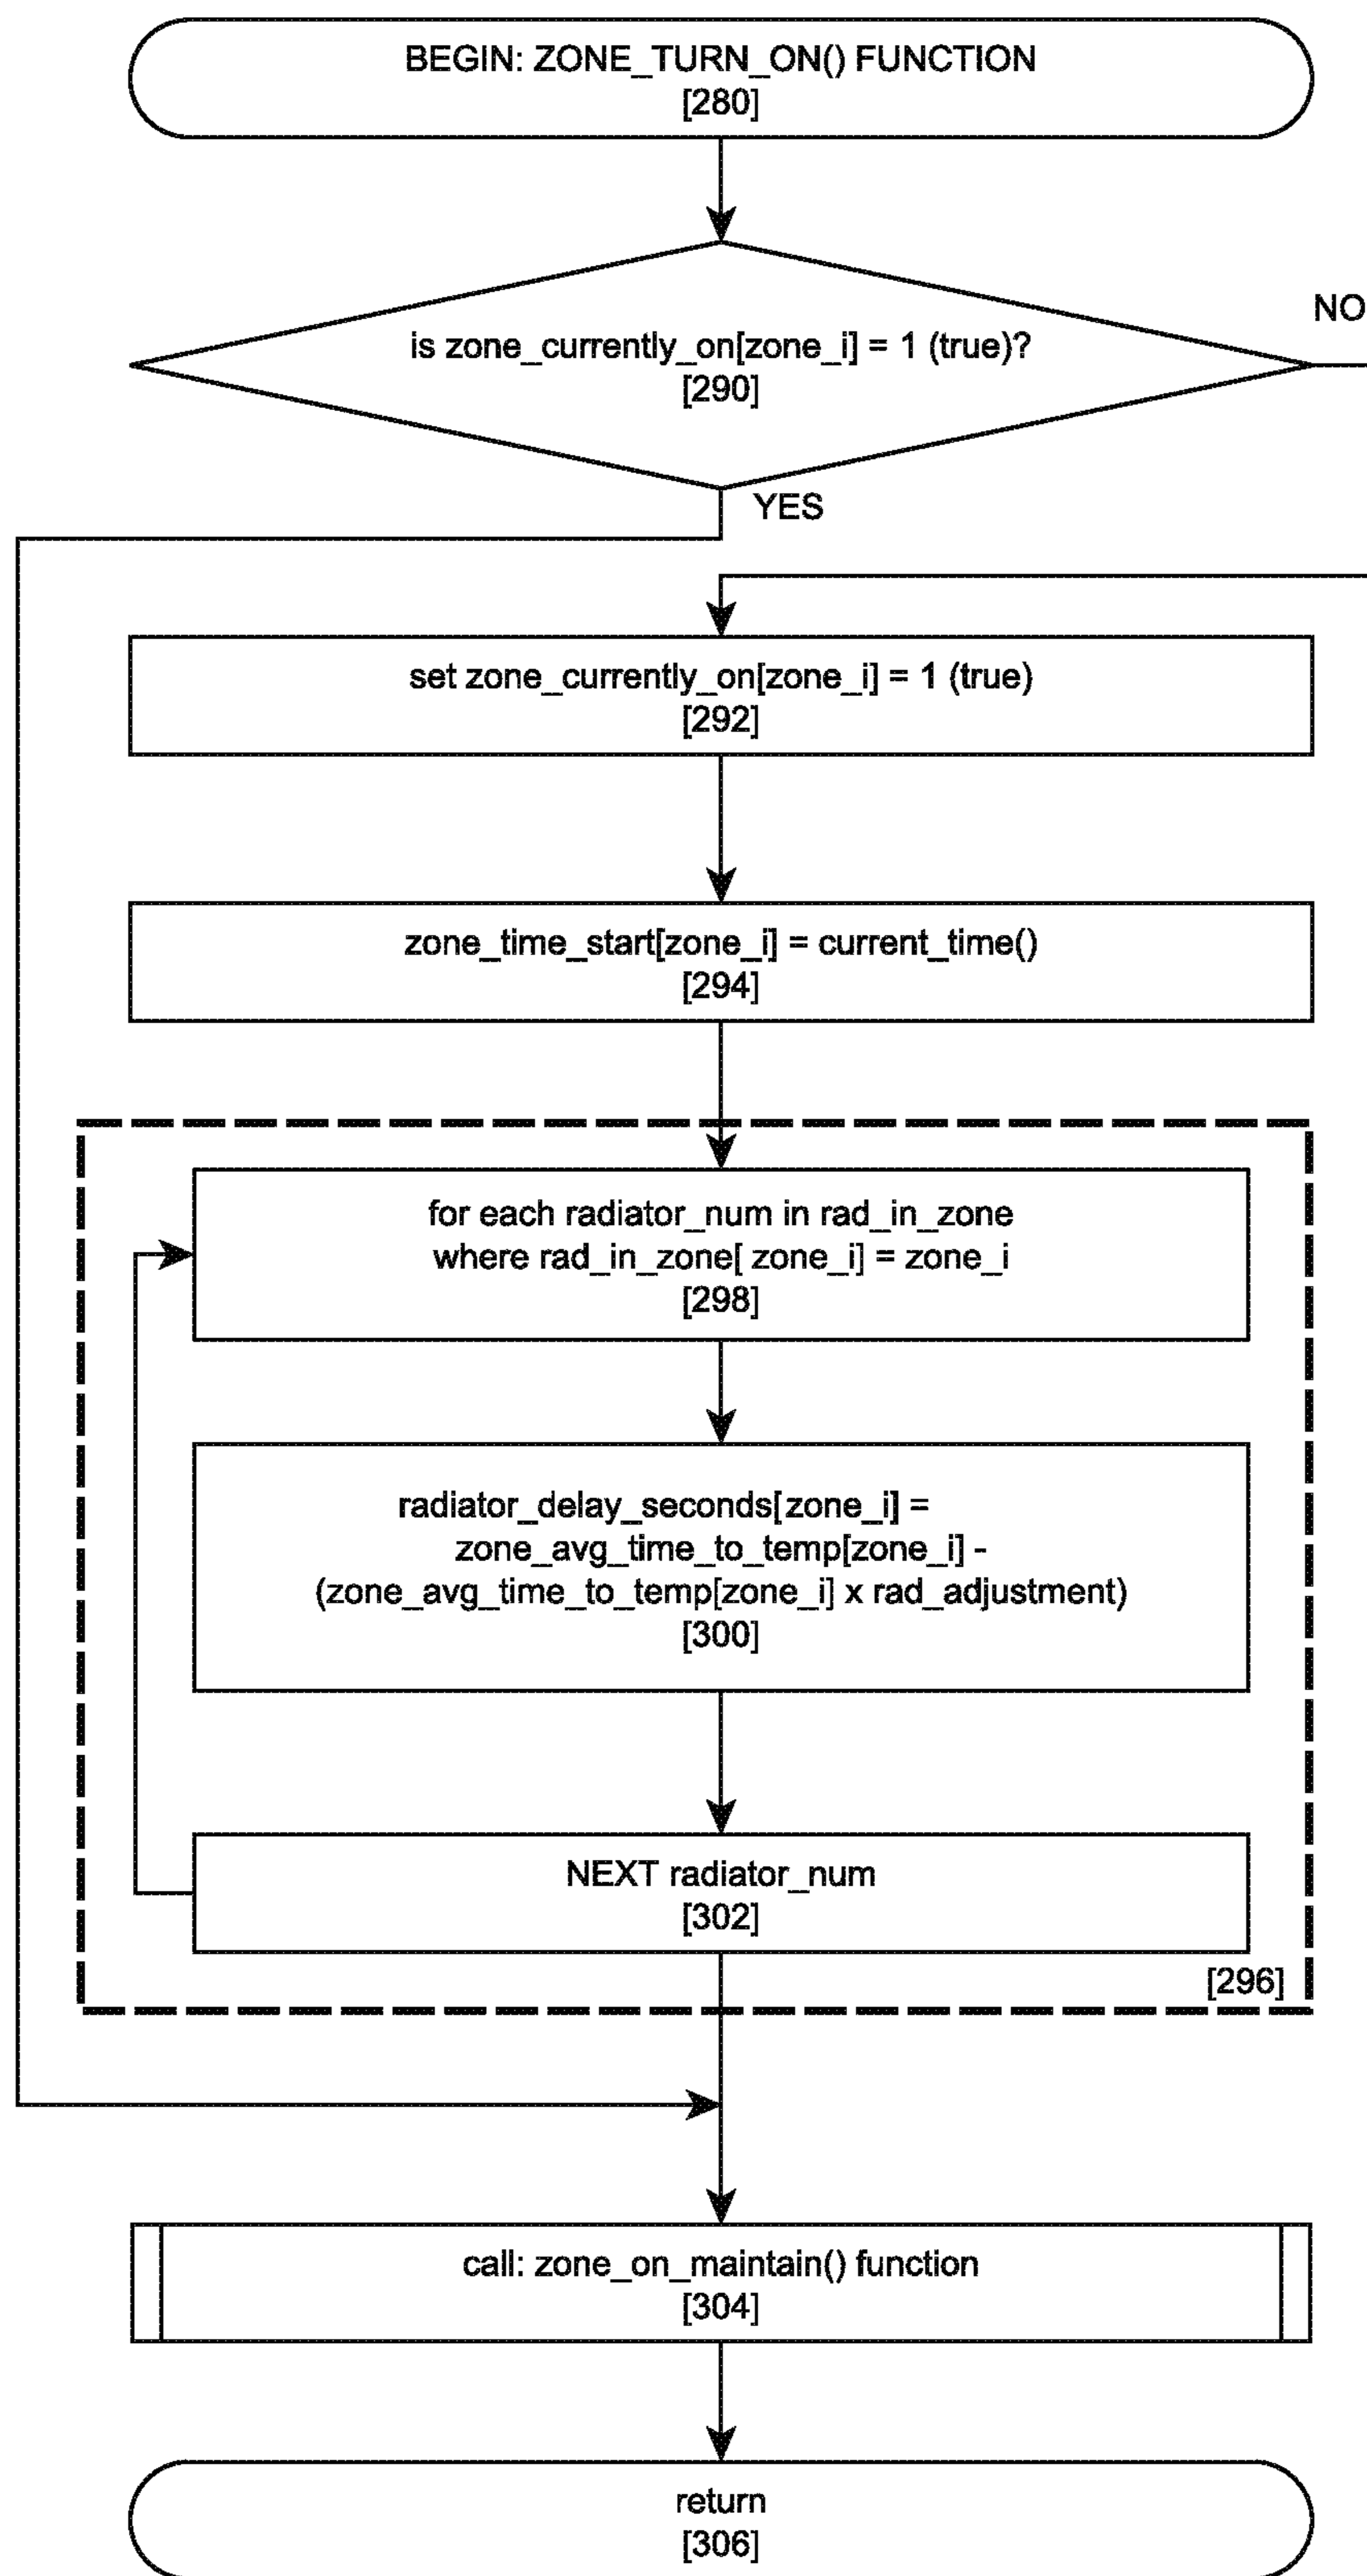 BEGIN: ZONE_TURN_ON() FUNCTION
[280]
is zone_currently_on[zone_i] = 1 (true)?
[290]
NO
YES
set zone_currently_on[zone_i] = 1 (true)
[292]
zone_time_start[zone_i] = current_time()
[294]
for each radiator_num in rad_in_zone
where rad_in_zone[ zone_i] = zone_i
[298]
radiator_delay_seconds[zone_i] =
zone_avg_time_to_temp[zone_i] -
(zone_avg_time_to_temp[zone_i] x rad_adjustment)
[300]
NEXT radiator_num
[302]
[296]
call: zone_on_maintain() function
[304]
return
[306]